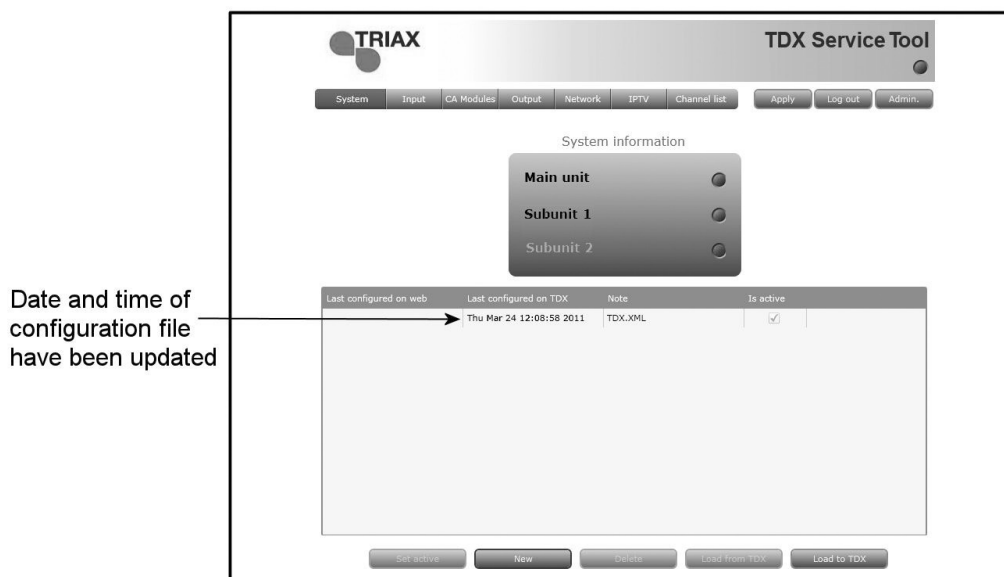 TRIAX
TDX Service Tool
System Input CA Modules Output Network IPTV Channel list Apply Log out Admin.
System information
Main unit
Subunit 1
Subunit 2
Date and time of
configuration file
have been updated
Last configured on web Last configured on TDX Note Is active
Thu Mar 24 12:08:58 2011 TDX.XML
Set active New Delete Load from TDX Load to TDX